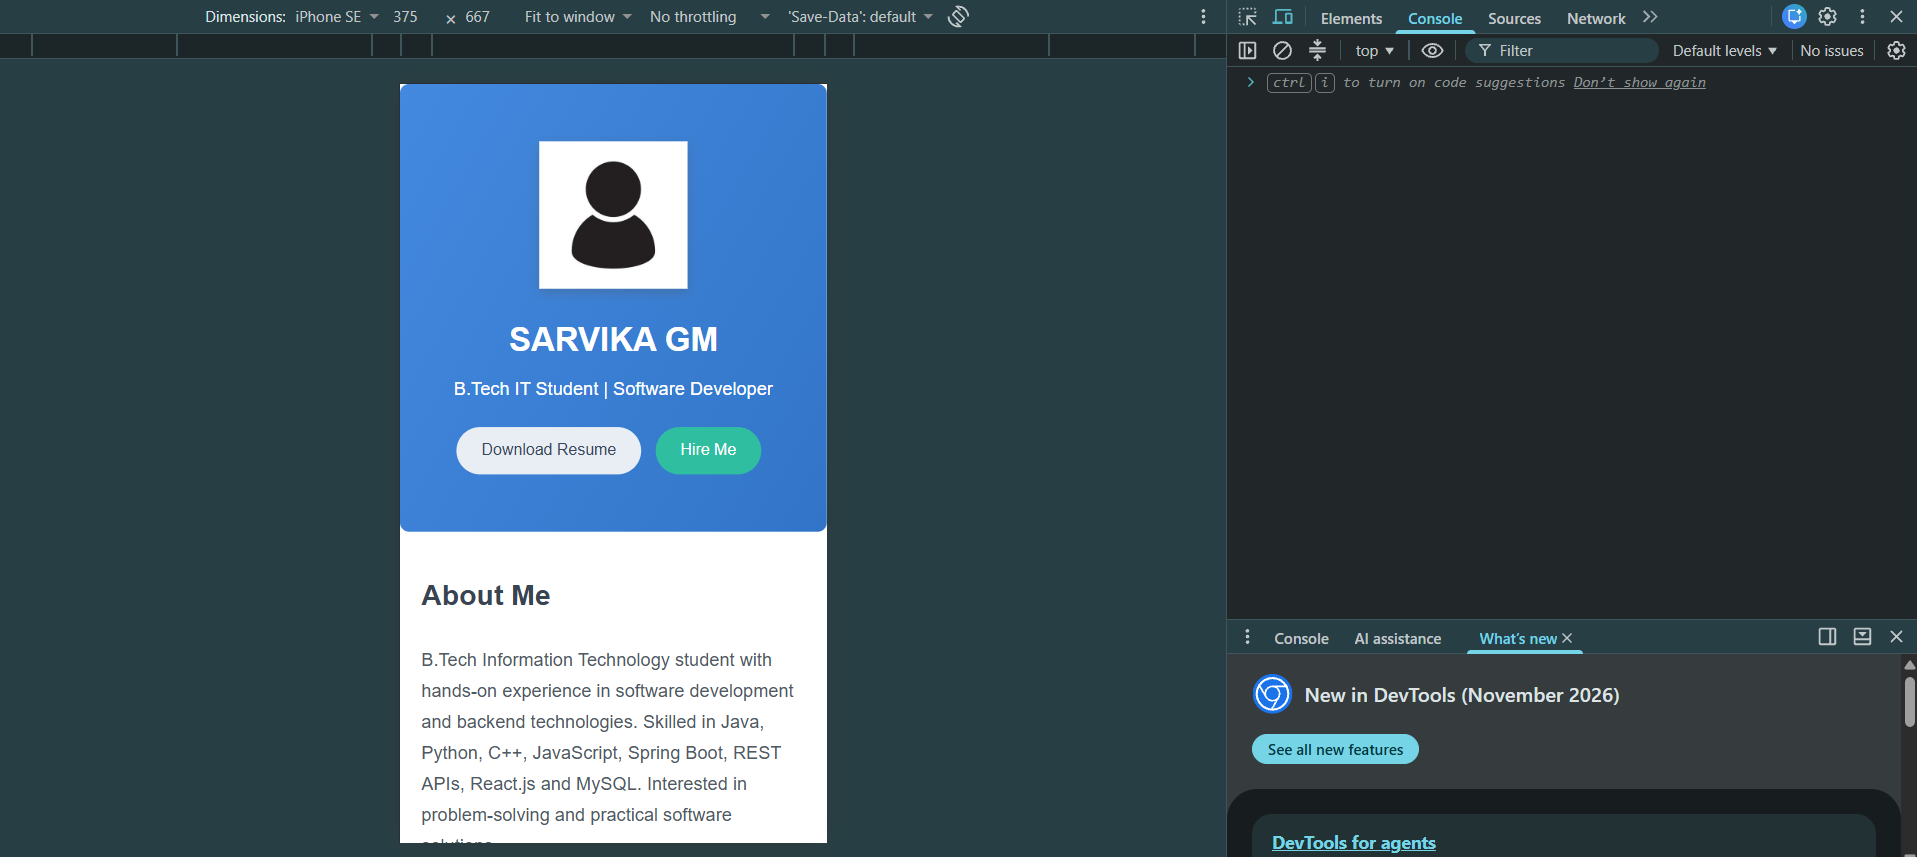 Dimensions: iPhone SE 375 × 667 Fit to window No throttling 'Save-Data': default
Elements Console Sources Network
top Filter Default levels No issues
ctrl i to turn on code suggestions Don't show again
SARVIKA GM
B.Tech IT Student | Software Developer
Download Resume Hire Me
About Me
B.Tech Information Technology student with
hands-on experience in software development
and backend technologies. Skilled in Java,
Python, C++, JavaScript, Spring Boot, REST
APIs, React.js and MySQL. Interested in
problem-solving and practical software
solutions.
Console AI assistance What's new
New in DevTools (November 2026)
See all new features
DevTools for agents